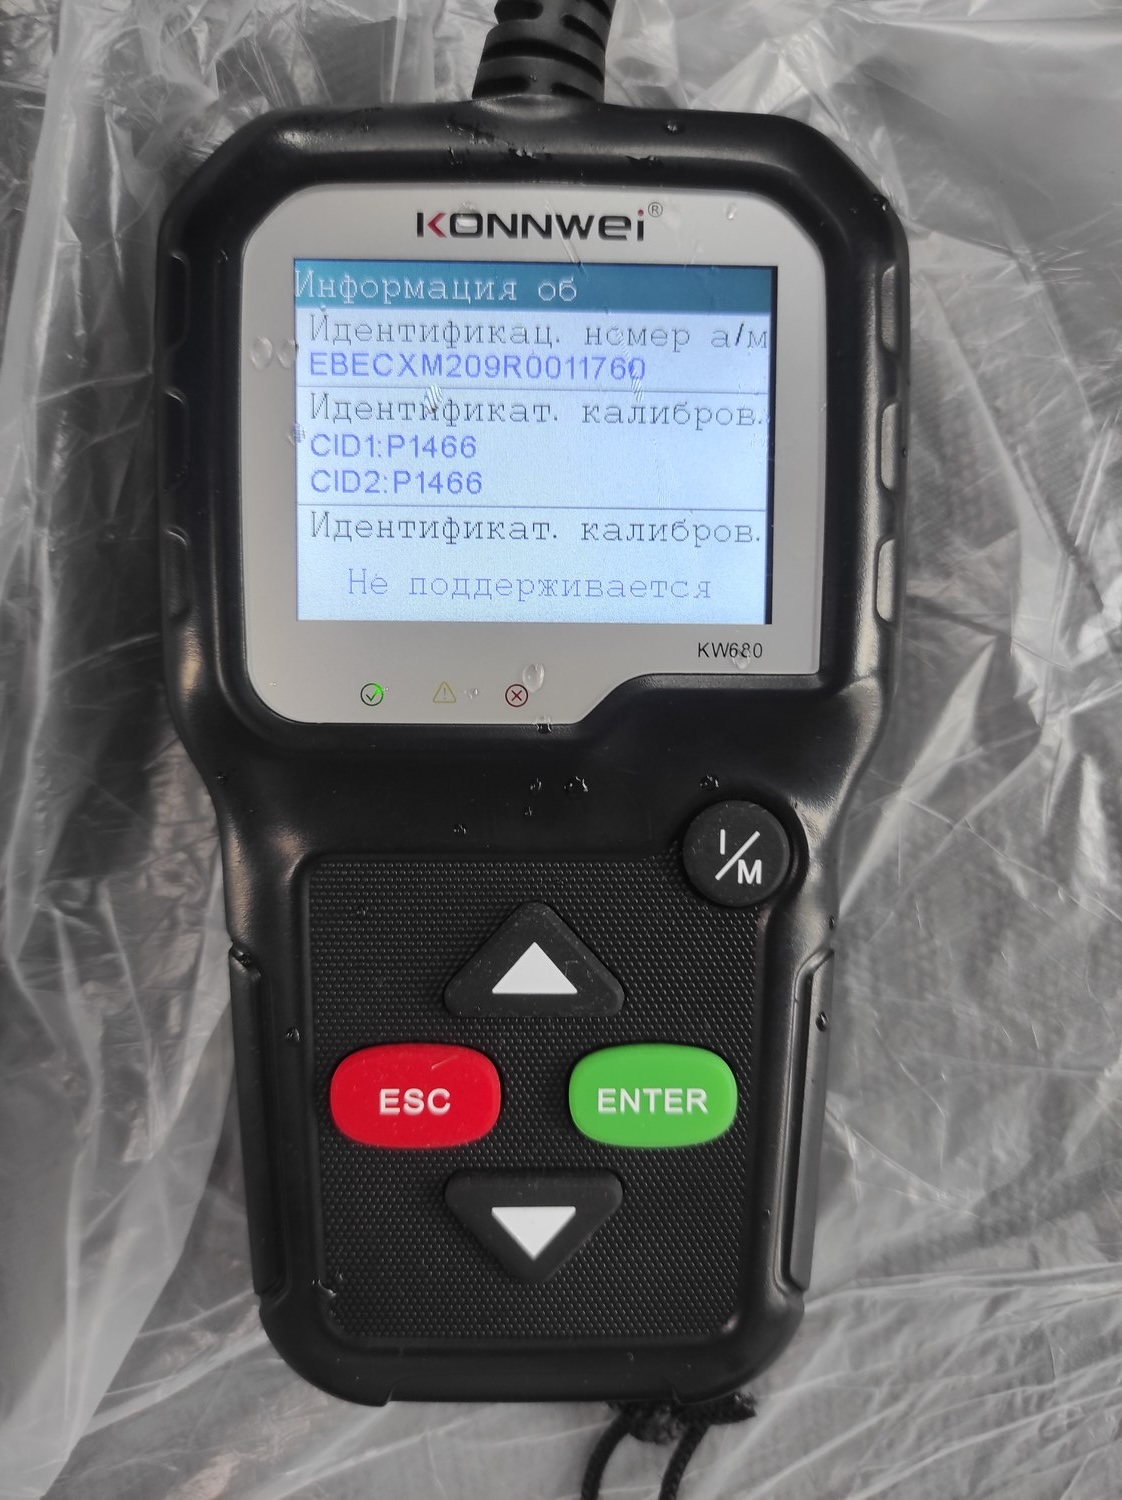 KONNWEI®
Информация об
Идентификац. номер а/м
EBECXM209R0011760
Идентификат. калибров.
CID1:P1466
CID2:P1466
Идентификат. калибров.
Не поддерживается
KW680
I/M
ESC
ENTER